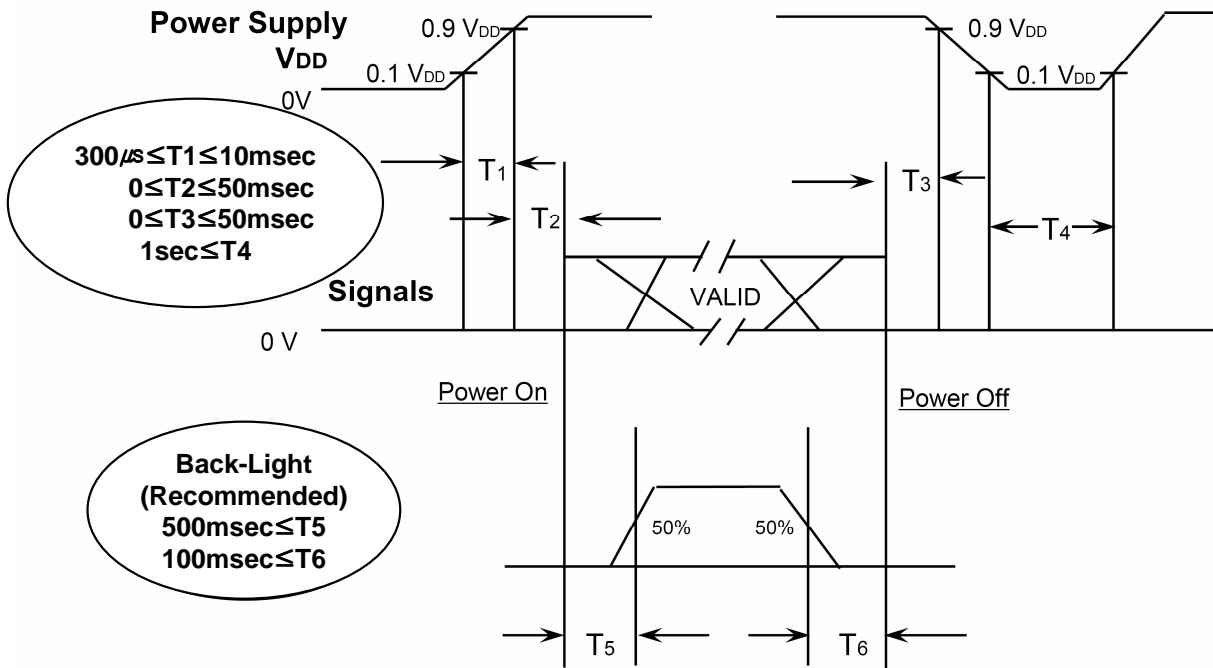 Power Supply
VDD
0.9 VDD
0.1 VDD
0V
0.9 VDD
0.1 VDD
300μs≤T1≤10msec
0≤T2≤50msec
0≤T3≤50msec
1sec≤T4
T1
T2
T3
T4
Signals
VALID
0 V
Power On
Power Off
Back-Light
(Recommended)
500msec≤T5
100msec≤T6
50%
50%
T5
T6